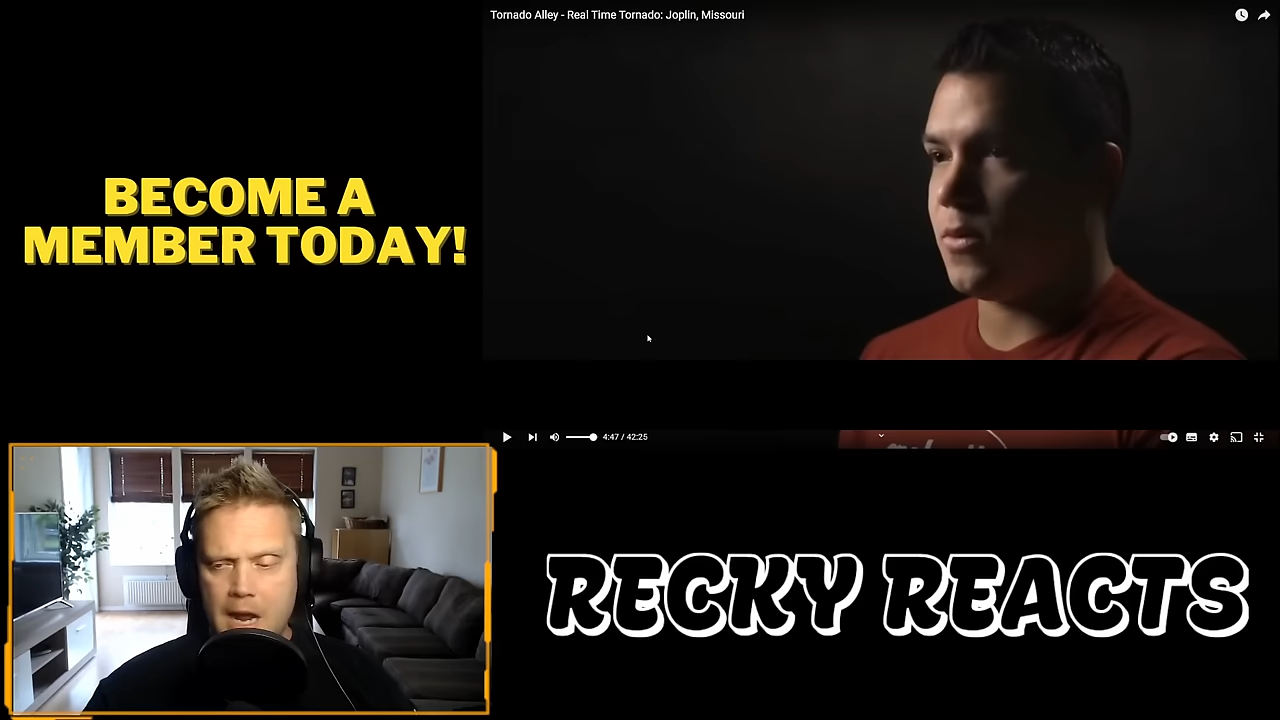 Tornado Alley - Real Time Tornado: Joplin, Missouri
BECOME A
MEMBER TODAY!
4:47 / 42:25
RECKY REACTS